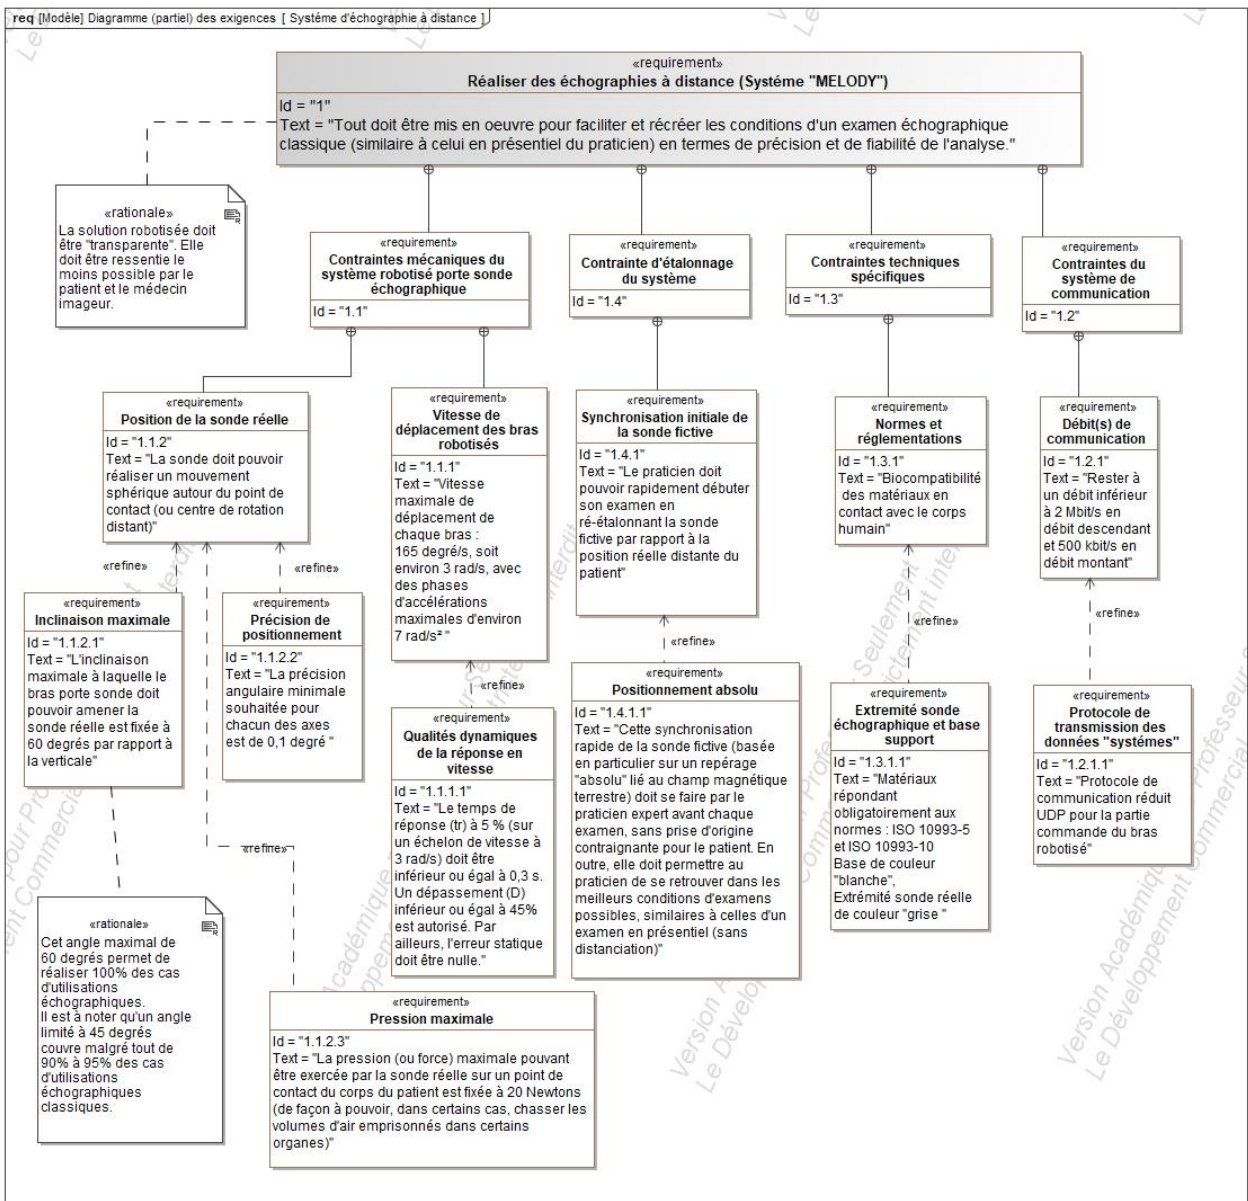 req [Modèle] Diagramme (partiel) des exigences [ Systéme d'échographie à distance ]
«requirement»
Réaliser des échographies à distance (Systéme "MELODY")
Id = "1"
Text = "Tout doit être mis en oeuvre pour faciliter et récréer les conditions d'un examen échographique
classique (similaire à celui en présentiel du praticien) en termes de précision et de fiabilité de l'analyse."
«rationale»
La solution robotisée doit
être "transparente". Elle
doit être ressentie le
moins possible par le
patient et le médecin
imageur.
«requirement»
Contraintes mécaniques du
système robotisé porte sonde
échographique
Id = "1.1"
«requirement»
Contrainte d'étalonnage
du système
Id = "1.4"
«requirement»
Contraintes techniques
spécifiques
Id = "1.3"
«requirement»
Contraintes du
système de
communication
Id = "1.2"
«requirement»
Position de la sonde réelle
Id = "1.1.2"
Text = "La sonde doit pouvoir
réaliser un mouvement
sphérique autour du point de
contact (ou centre de rotation
distant)"
«requirement»
Vitesse de
déplacement des bras
robotisés
Id = "1.1.1"
Text = "Vitesse
maximale de
déplacement de
chaque bras :
165 degré/s, soit
environ 3 rad/s, avec
des phases
d'accélérations
maximales d'environ
7 rad/s² "
«requirement»
Synchronisation initiale de
la sonde fictive
Id = "1.4.1"
Text = "Le praticien doit
pouvoir rapidement débuter
son examen en
ré-étalonnant la sonde
fictive par rapport à la
position réelle distante du
patient"
«requirement»
Normes et
réglementations
Id = "1.3.1"
Text = "Biocompatibilité
des matériaux en
contact avec le corps
humain"
«requirement»
Débit(s) de
communication
Id = "1.2.1"
Text = "Rester à
un débit inférieur
à 2 Mbit/s en
débit descendant
et 500 kbit/s en
débit montant"
«refine»
«refine»
«refine»
«refine»
«refine»
«refine»
«requirement»
Inclinaison maximale
Id = "1.1.2.1"
Text = "L'inclinaison
maximale à laquelle le
bras porte sonde doit
pouvoir amener la
sonde réelle est fixée à
60 degrés par rapport à
la verticale"
«requirement»
Précision de
positionnement
Id = "1.1.2.2"
Text = "La précision
angulaire minimale
souhaitée pour
chacun des axes
est de 0,1 degré "
«requirement»
Qualités dynamiques
de la réponse en
vitesse
Id = "1.1.1.1"
Text = "Le temps de
réponse (tr) à 5 % (sur
un échelon de vitesse à
3 rad/s) doit être
inférieur ou égal à 0,3 s.
Un dépassement (D)
inférieur ou égal à 45%
est autorisé. Par
ailleurs, l'erreur statique
doit être nulle."
«requirement»
Positionnement absolu
Id = "1.4.1.1"
Text = "Cette synchronisation
rapide de la sonde fictive (basée
en particulier sur un repérage
"absolu" lié au champ magnétique
terrestre) doit se faire par le
praticien expert avant chaque
examen, sans prise d'origine
contraignante pour le patient. En
outre, elle doit permettre au
praticien de se retrouver dans les
meilleurs conditions d'examens
possibles, similaires à celles d'un
examen en présentiel (sans
distanciation)"
«requirement»
Extremité sonde
échographique et base
support
Id = "1.3.1.1"
Text = "Matériaux
répondant
obligatoirement aux
normes : ISO 10993-5
et ISO 10993-10
Base de couleur
"blanche",
Extrémité sonde réelle
de couleur "grise "
«requirement»
Protocole de
transmission des
données "systémes"
Id = "1.2.1.1"
Text = "Protocole de
communication réduit
UDP pour la partie
commande du bras
robotisé"
«refine»
«rationale»
Cet angle maximal de
60 degrés permet de
réaliser 100% des cas
d'utilisations
échographiques.
Il est à noter qu'un angle
limité à 45 degrés
couvre malgré tout de
90% à 95% des cas
d'utilisations
échographiques
classiques.
«requirement»
Pression maximale
Id = "1.1.2.3"
Text = "La pression (ou force) maximale pouvant
être exercée par la sonde réelle sur un point de
contact du corps du patient est fixée à 20 Newtons
(de façon à pouvoir, dans certains cas, chasser les
volumes d'air emprisonnés dans certains
organes)"